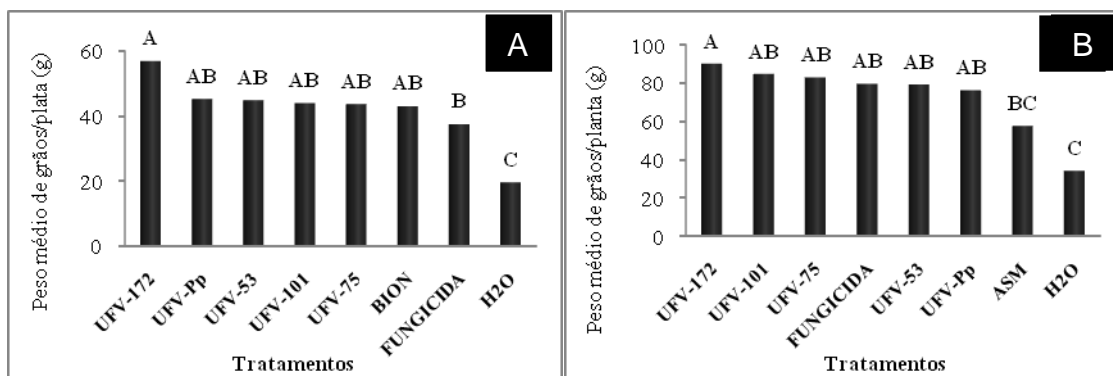 A
Peso médio de grãos/plata (g)
60
40
20
0
A
AB
AB
AB
AB
AB
B
C
UFV-172
UFV-Pp
UFV-53
UFV-101
UFV-75
BION
FUNGICIDA
H2O
Tratamentos
B
Peso médio de grãos/planta (g)
100
80
60
40
20
0
A
AB
AB
AB
AB
AB
BC
C
UFV-172
UFV-101
UFV-75
FUNGICIDA
UFV-53
UFV-Pp
ASM
H2O
Tratamentos